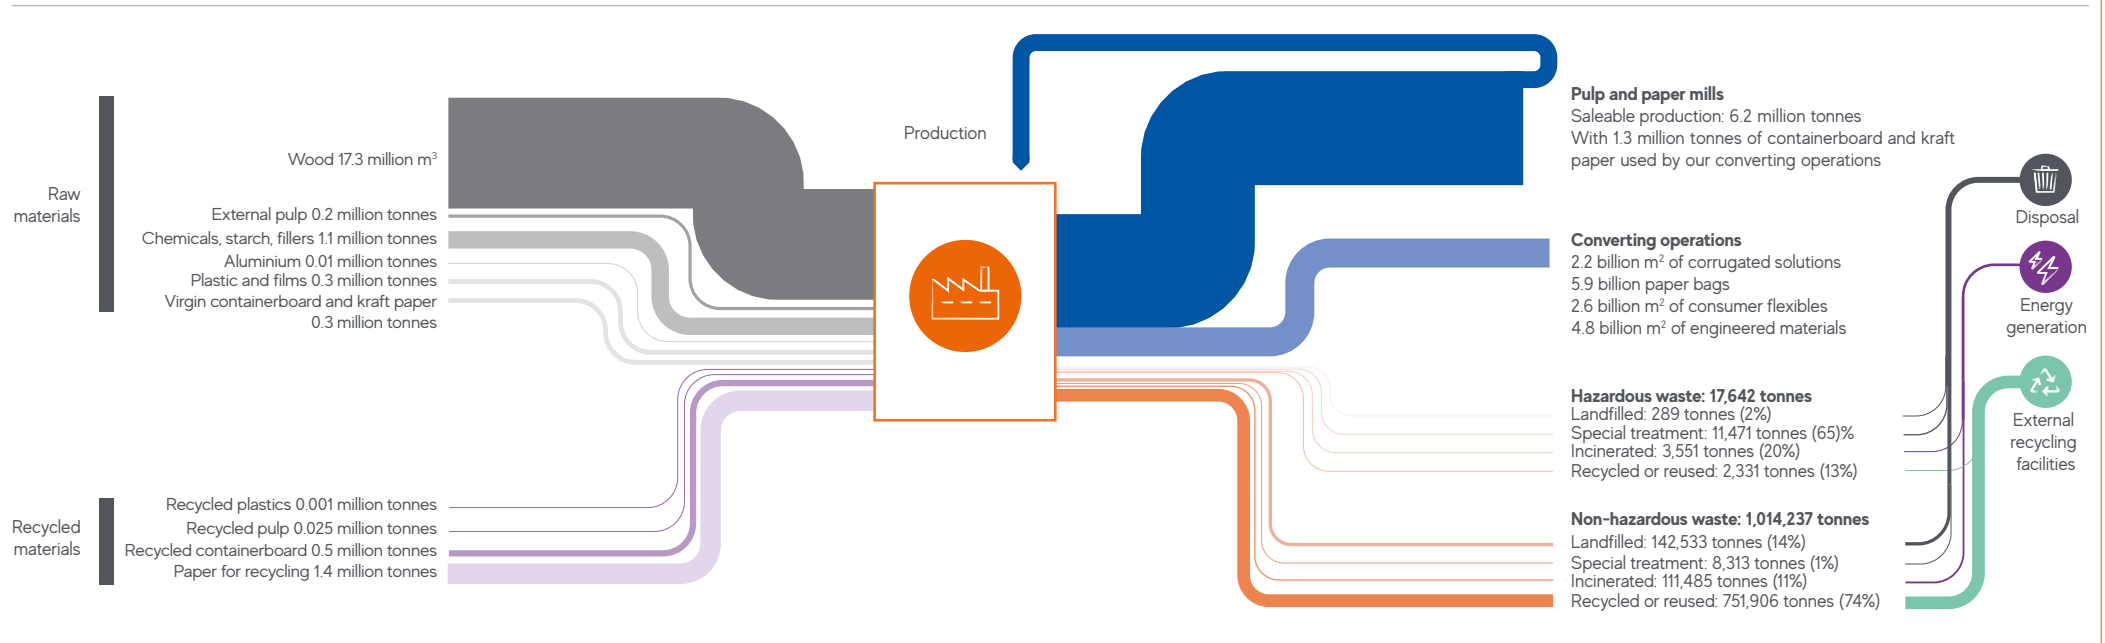 Raw
materials
Wood 17.3 million m³
External pulp 0.2 million tonnes
Chemicals, starch, fillers 1.1 million tonnes
Aluminium 0.01 million tonnes
Plastic and films 0.3 million tonnes
Virgin containerboard and kraft paper
0.3 million tonnes
Recycled
materials
Recycled plastics 0.001 million tonnes
Recycled pulp 0.025 million tonnes
Recycled containerboard 0.5 million tonnes
Paper for recycling 1.4 million tonnes
Production
Pulp and paper mills
Saleable production: 6.2 million tonnes
With 1.3 million tonnes of containerboard and kraft
paper used by our converting operations
Converting operations
2.2 billion m² of corrugated solutions
5.9 billion paper bags
2.6 billion m² of consumer flexibles
4.8 billion m² of engineered materials
Hazardous waste: 17,642 tonnes
Landfilled: 289 tonnes (2%)
Special treatment: 11,471 tonnes (65)%
Incinerated: 3,551 tonnes (20%)
Recycled or reused: 2,331 tonnes (13%)
Non-hazardous waste: 1,014,237 tonnes
Landfilled: 142,533 tonnes (14%)
Special treatment: 8,313 tonnes (1%)
Incinerated: 111,485 tonnes (11%)
Recycled or reused: 751,906 tonnes (74%)
Disposal
Energy
generation
External
recycling
facilities